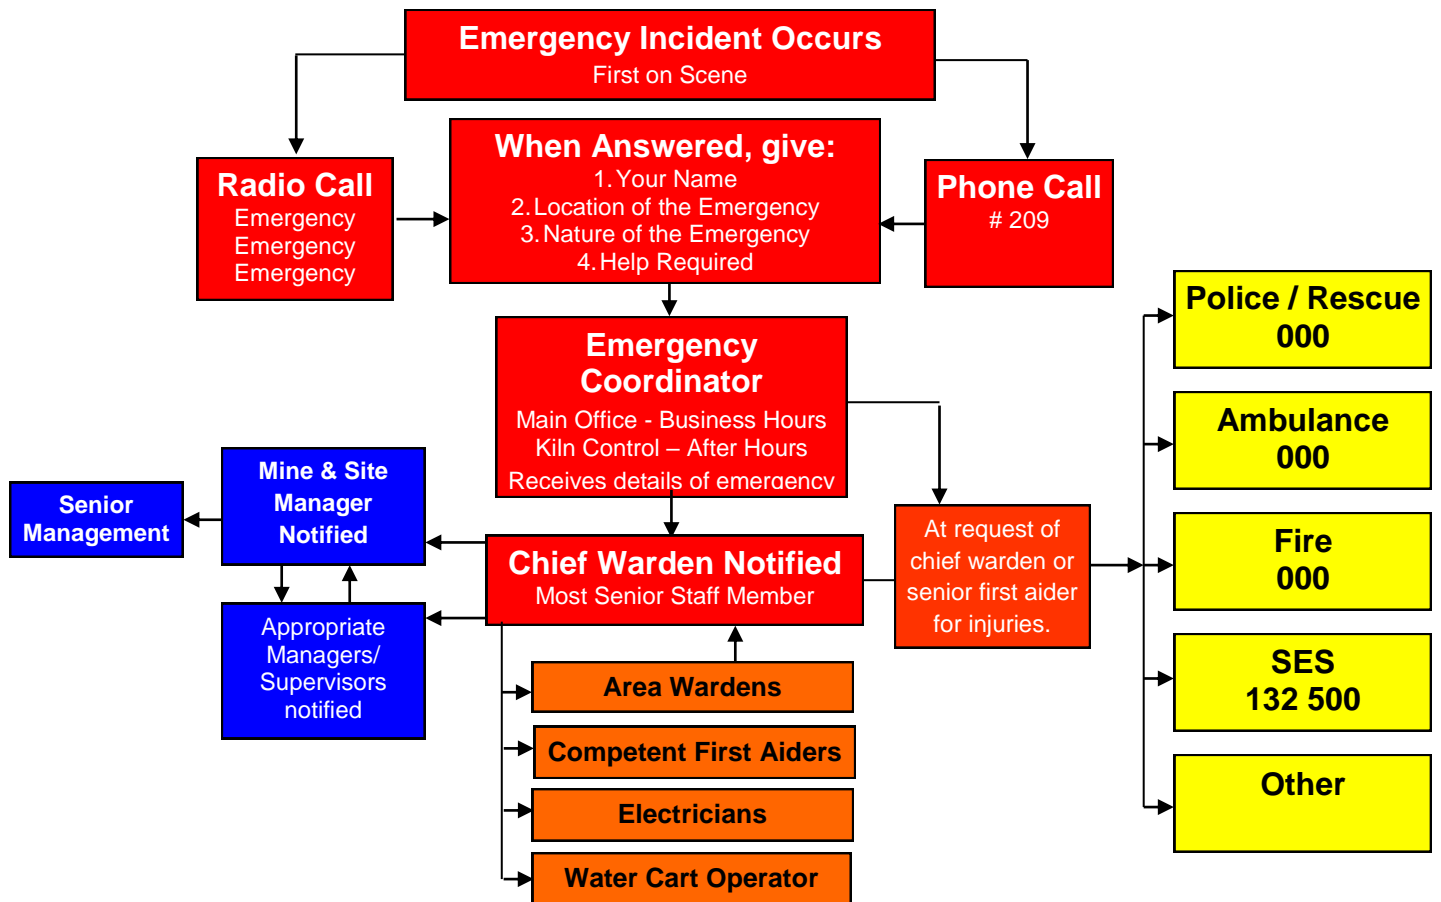 Emergency Incident Occurs
First on Scene
Radio Call
Emergency
Emergency
Emergency
When Answered, give:
1. Your Name
2. Location of the Emergency
3. Nature of the Emergency
4. Help Required
Phone Call
# 209
Emergency
Coordinator
Main Office - Business Hours
Kiln Control – After Hours
Receives details of emergency
Chief Warden Notified
Most Senior Staff Member
Mine & Site
Manager
Notified
Senior
Management
Appropriate
Managers/
Supervisors
notified
Area Wardens
Competent First Aiders
Electricians
Water Cart Operator
At request of
chief warden or
senior first aider
for injuries.
Police / Rescue
000
Ambulance
000
Fire
000
SES
132 500
Other